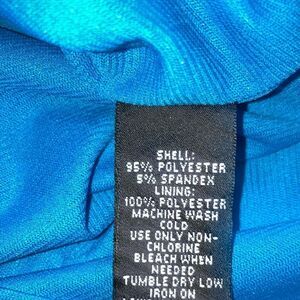 SHELL:
95% POLYESTER
5% SPANDEX
LINING:
100% POLYESTER
MACHINE WASH
COLD
USE ONLY NON-
CHLORINE
BLEACH WHEN
NEEDED
TUMBLE DRY LOW
IRON ON